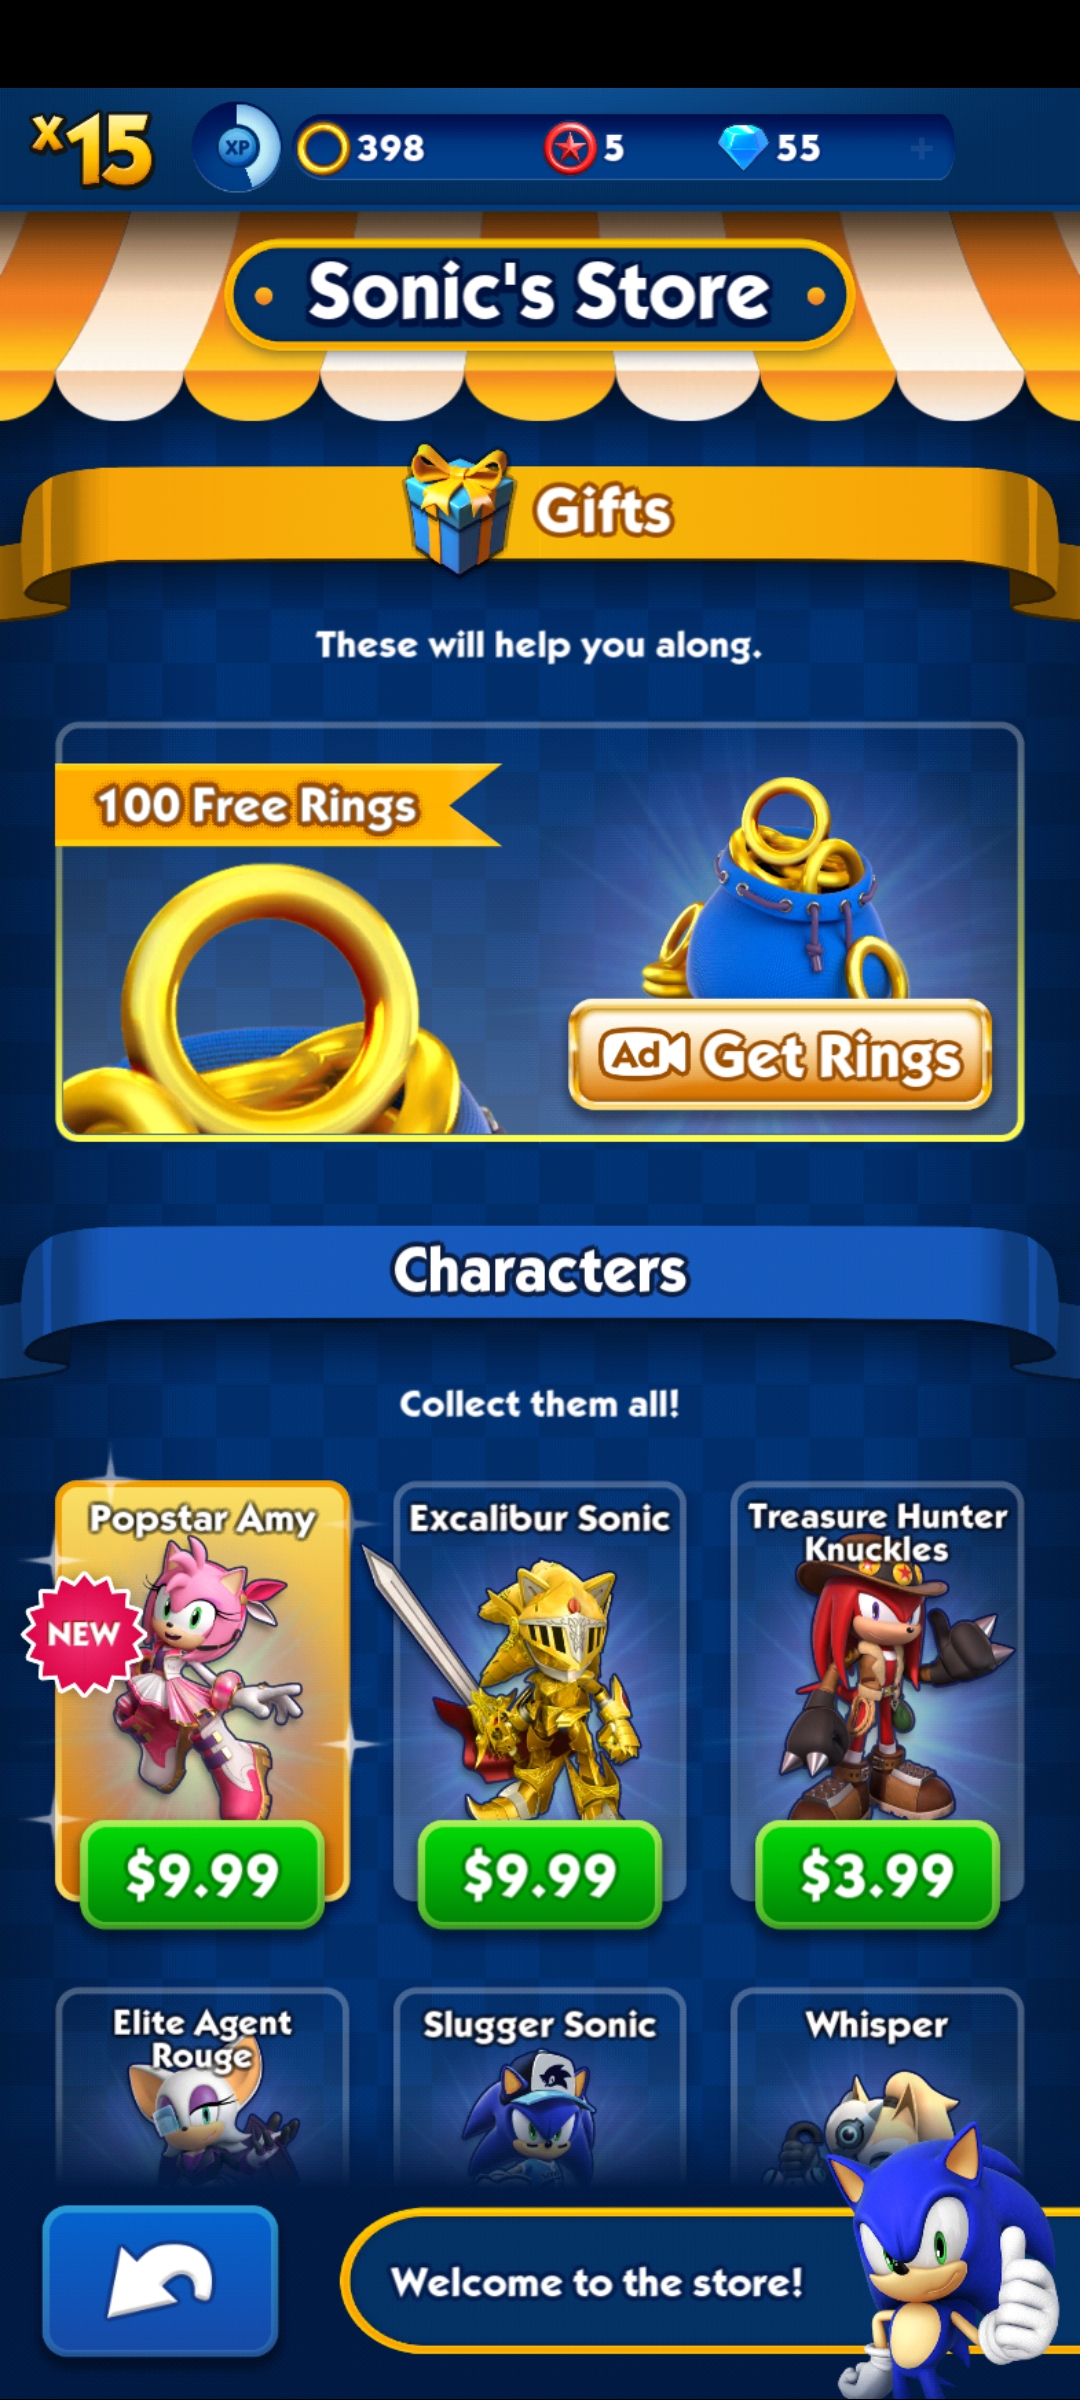 x15
XP
398
5
55
Sonic's Store
Gifts
These will help you along.
100 Free Rings
Ad Get Rings
Characters
Collect them all!
Popstar Amy
NEW
$9.99
Excalibur Sonic
$9.99
Treasure Hunter
Knuckles
$3.99
Elite Agent
Rouge
Slugger Sonic
Whisper
Welcome to the store!